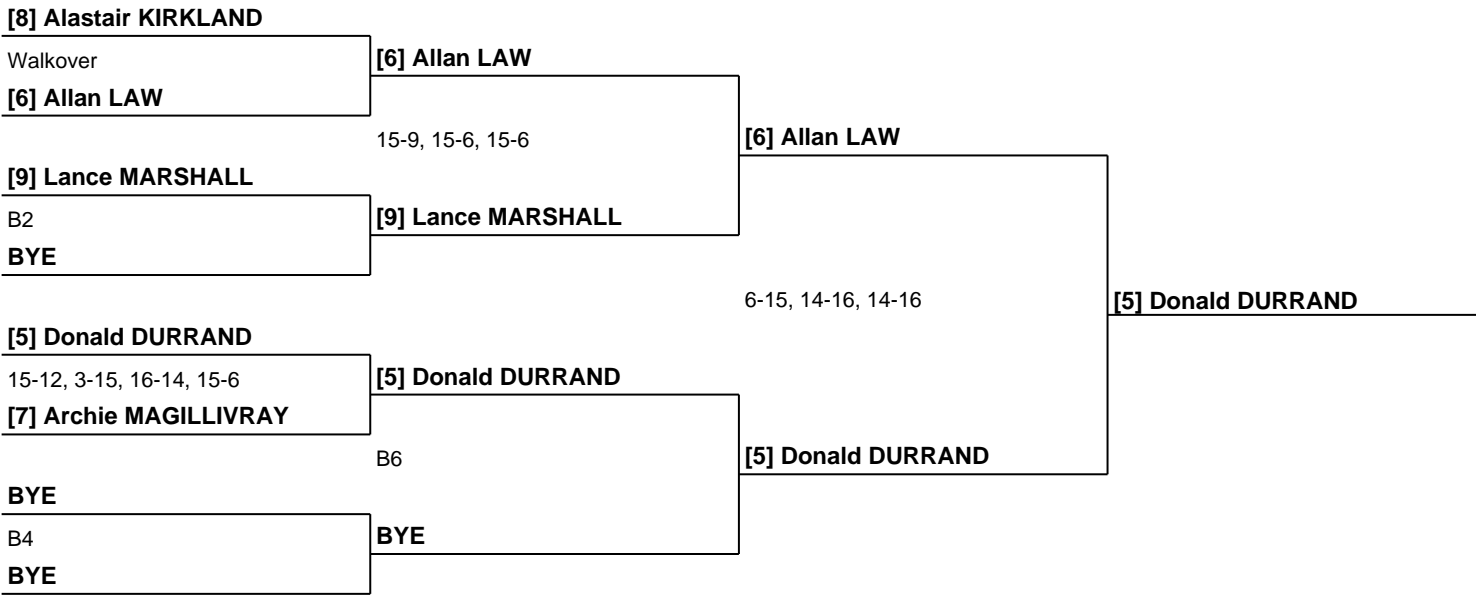 [8] Alastair KIRKLAND
Walkover
[6] Allan LAW
[6] Allan LAW
15-9, 15-6, 15-6
[6] Allan LAW
[9] Lance MARSHALL
B2
[9] Lance MARSHALL
BYE
6-15, 14-16, 14-16
[5] Donald DURRAND
[5] Donald DURRAND
15-12, 3-15, 16-14, 15-6
[5] Donald DURRAND
[7] Archie MAGILLIVRAY
B6
[5] Donald DURRAND
BYE
B4
BYE
BYE